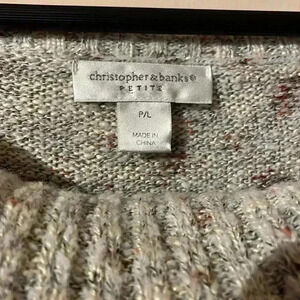 christopher & banks®
PETITE
P/L
MADE IN
CHINA